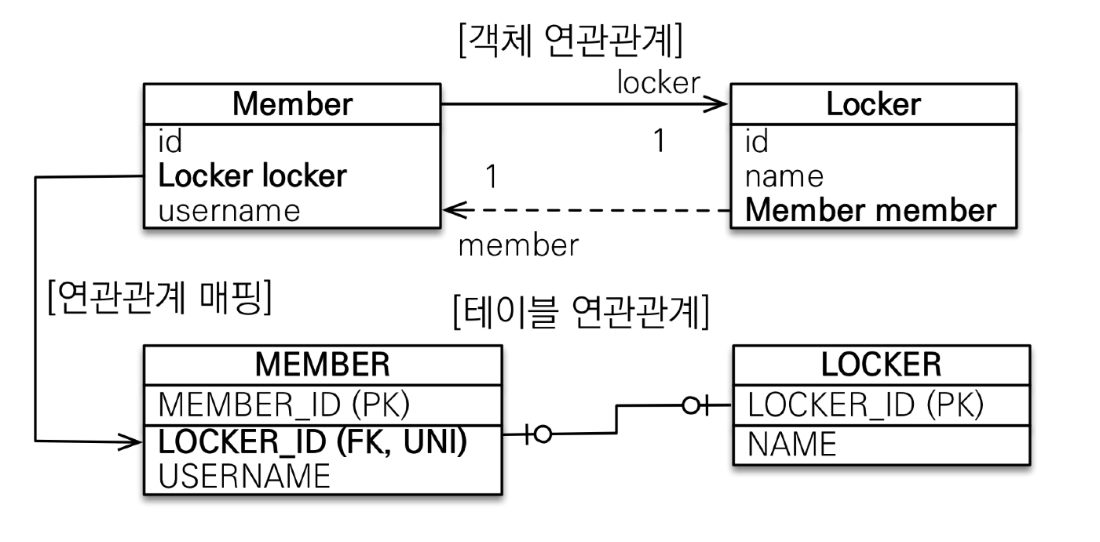 [객체 연관관계]
locker
Member
Locker
id
Locker locker
username
1
1
id
name
Member member
member
[연관관계 매핑]
[테이블 연관관계]
MEMBER
MEMBER_ID (PK)
LOCKER_ID (FK, UNI)
USERNAME
LOCKER
LOCKER_ID (PK)
NAME